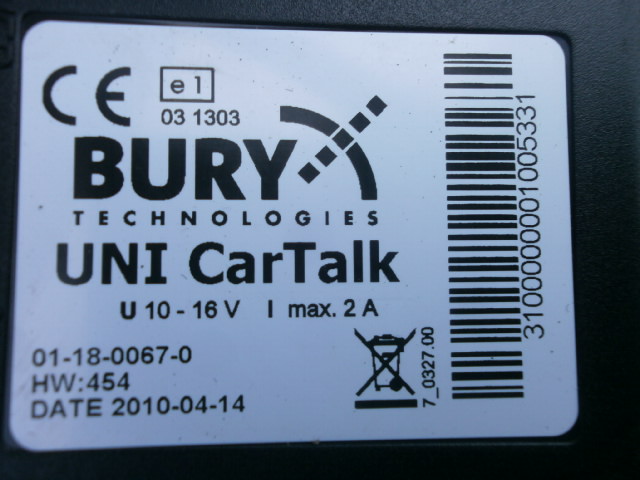 CE e1
03 1303
BURY
TECHNOLOGIES
UNI CarTalk
U 10 - 16 V I max. 2 A
01-18-0067-0
HW:454
DATE 2010-04-14
7_0327.00
3100000001005331